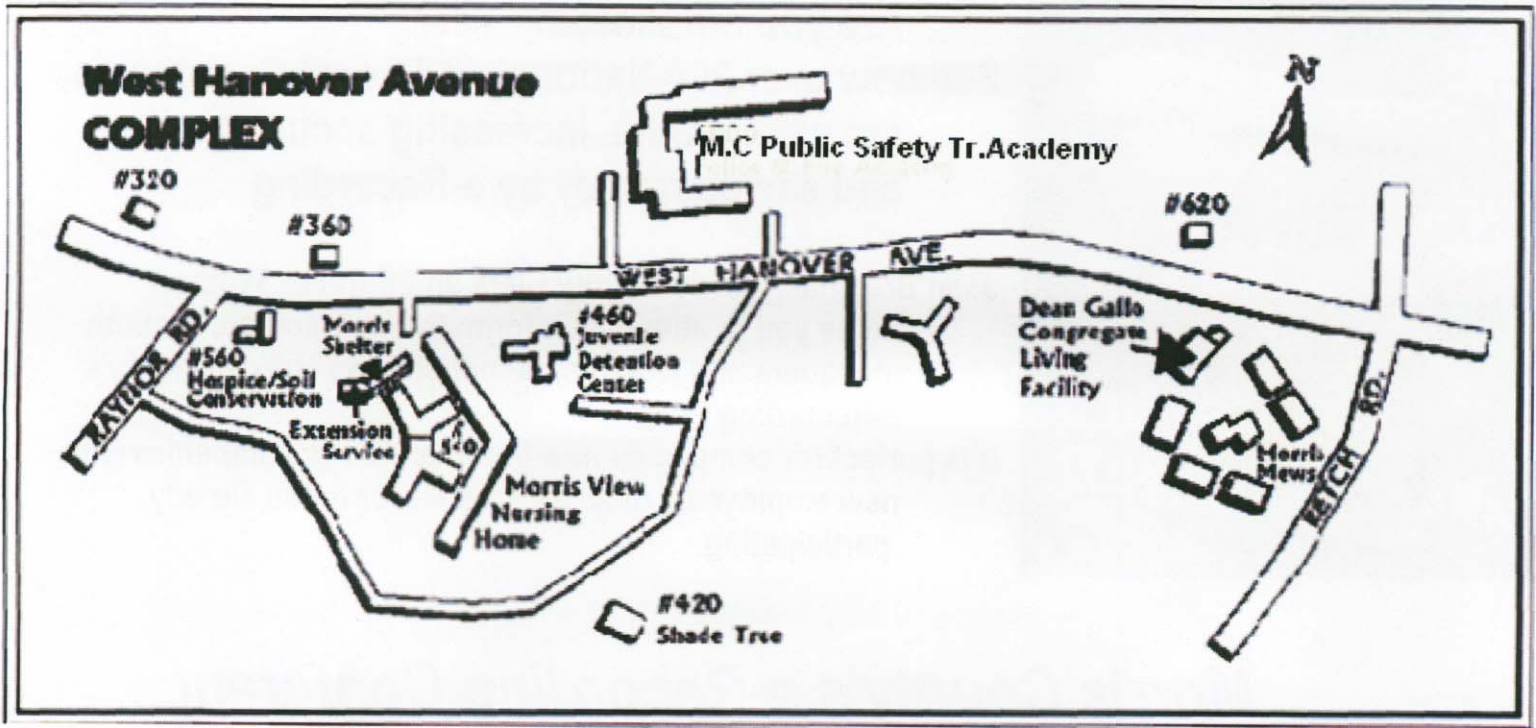 West Hanover Avenue
COMPLEX
N
M.C Public Safety Tr.Academy
#320
#360
#620
WEST HANOVER AVE.
RAYNOR RD.
#560
Hospice/Soil
Conservation
Morris
Shelter
Extension
Service
540
Morris View
Nursing
Home
#460
Juvenile
Detention
Center
#420
Shade Tree
Dean Gallo
Congregate
Living
Facility
Morris
Mews
KETCH RD.